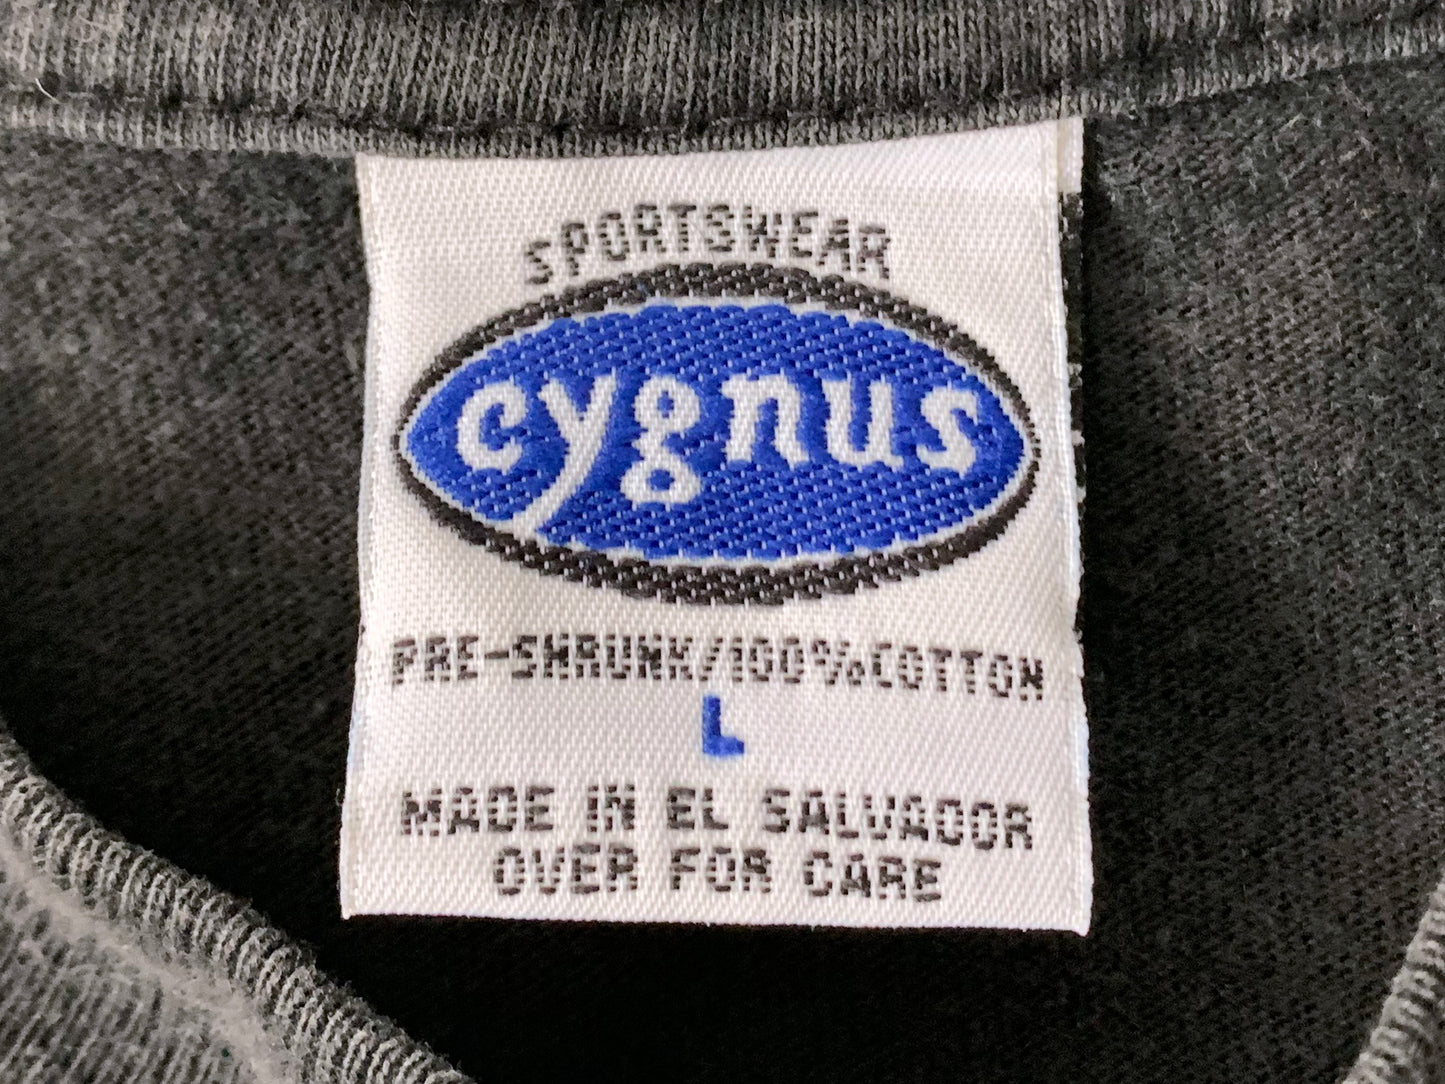 SPORTSWEAR
cygnus
PRE-SHRUNK/100%COTTON
L
MADE IN EL SALVADOR
OVER FOR CARE